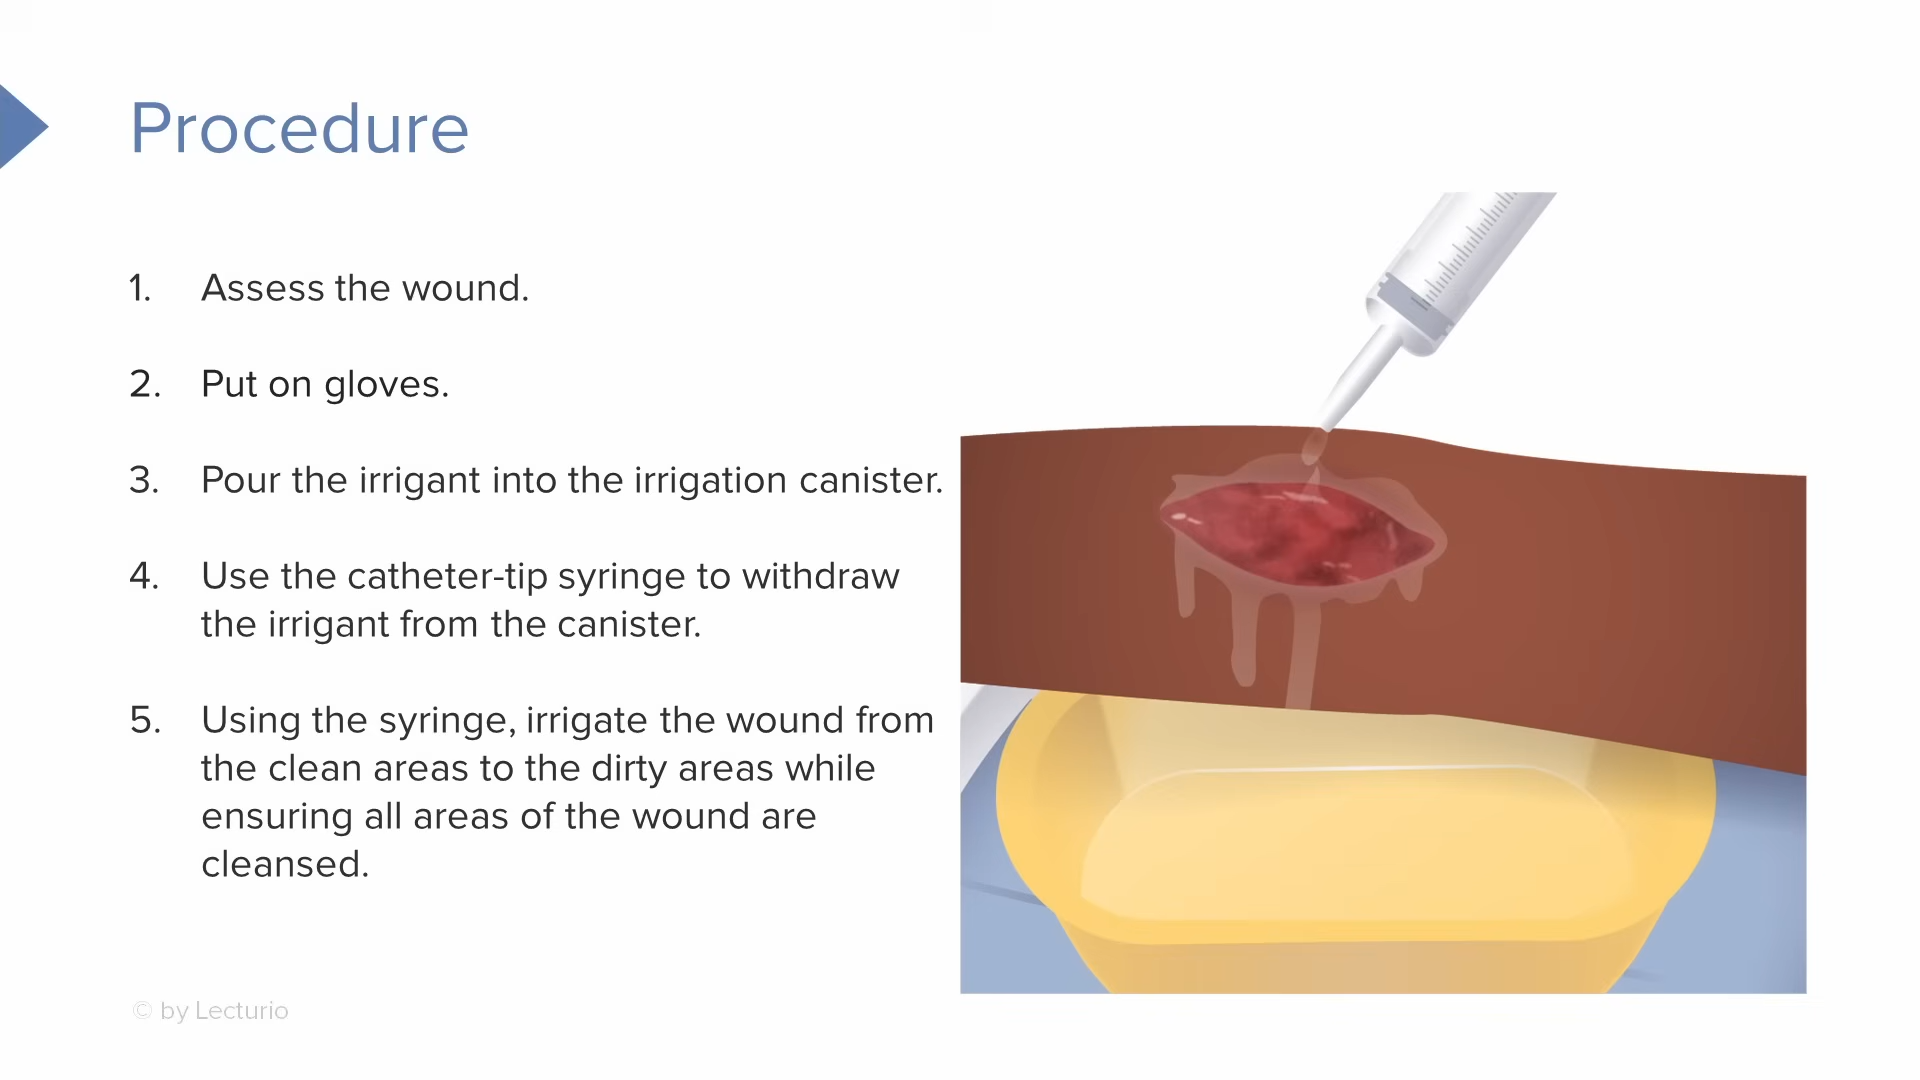 Procedure
1. Assess the wound.
2. Put on gloves.
3. Pour the irrigant into the irrigation canister.
4. Use the catheter-tip syringe to withdraw
the irrigant from the canister.
5. Using the syringe, irrigate the wound from
the clean areas to the dirty areas while
ensuring all areas of the wound are
cleansed.
© by Lecturio